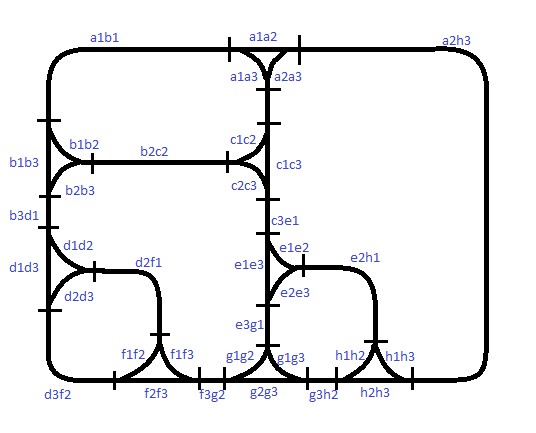 a1b1
a1a2
a2h3
a1a3
a2a3
b1b2
c1c2
b2c2
b1b3
c1c3
b2b3
c2c3
b3d1
c3e1
d1d2
e1e2
d2f1
e2h1
d1d3
e1e3
d2d3
e2e3
e3g1
f1f2
f1f3
g1g2
g1g3
h1h2
h1h3
d3f2
f2f3
f3g2
g2g3
g3h2
h2h3